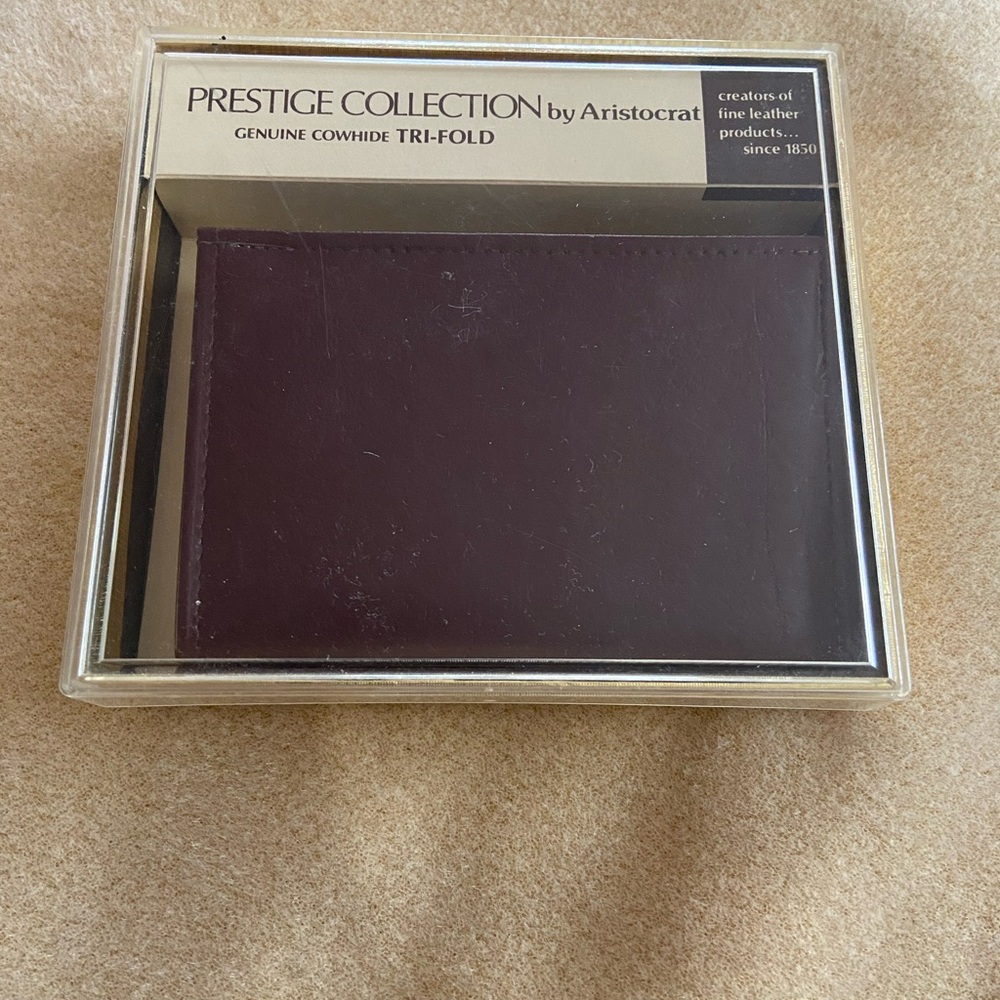 PRESTIGE COLLECTION by Aristocrat
GENUINE COWHIDE TRI-FOLD
creators of
fine leather
products...
since 1850